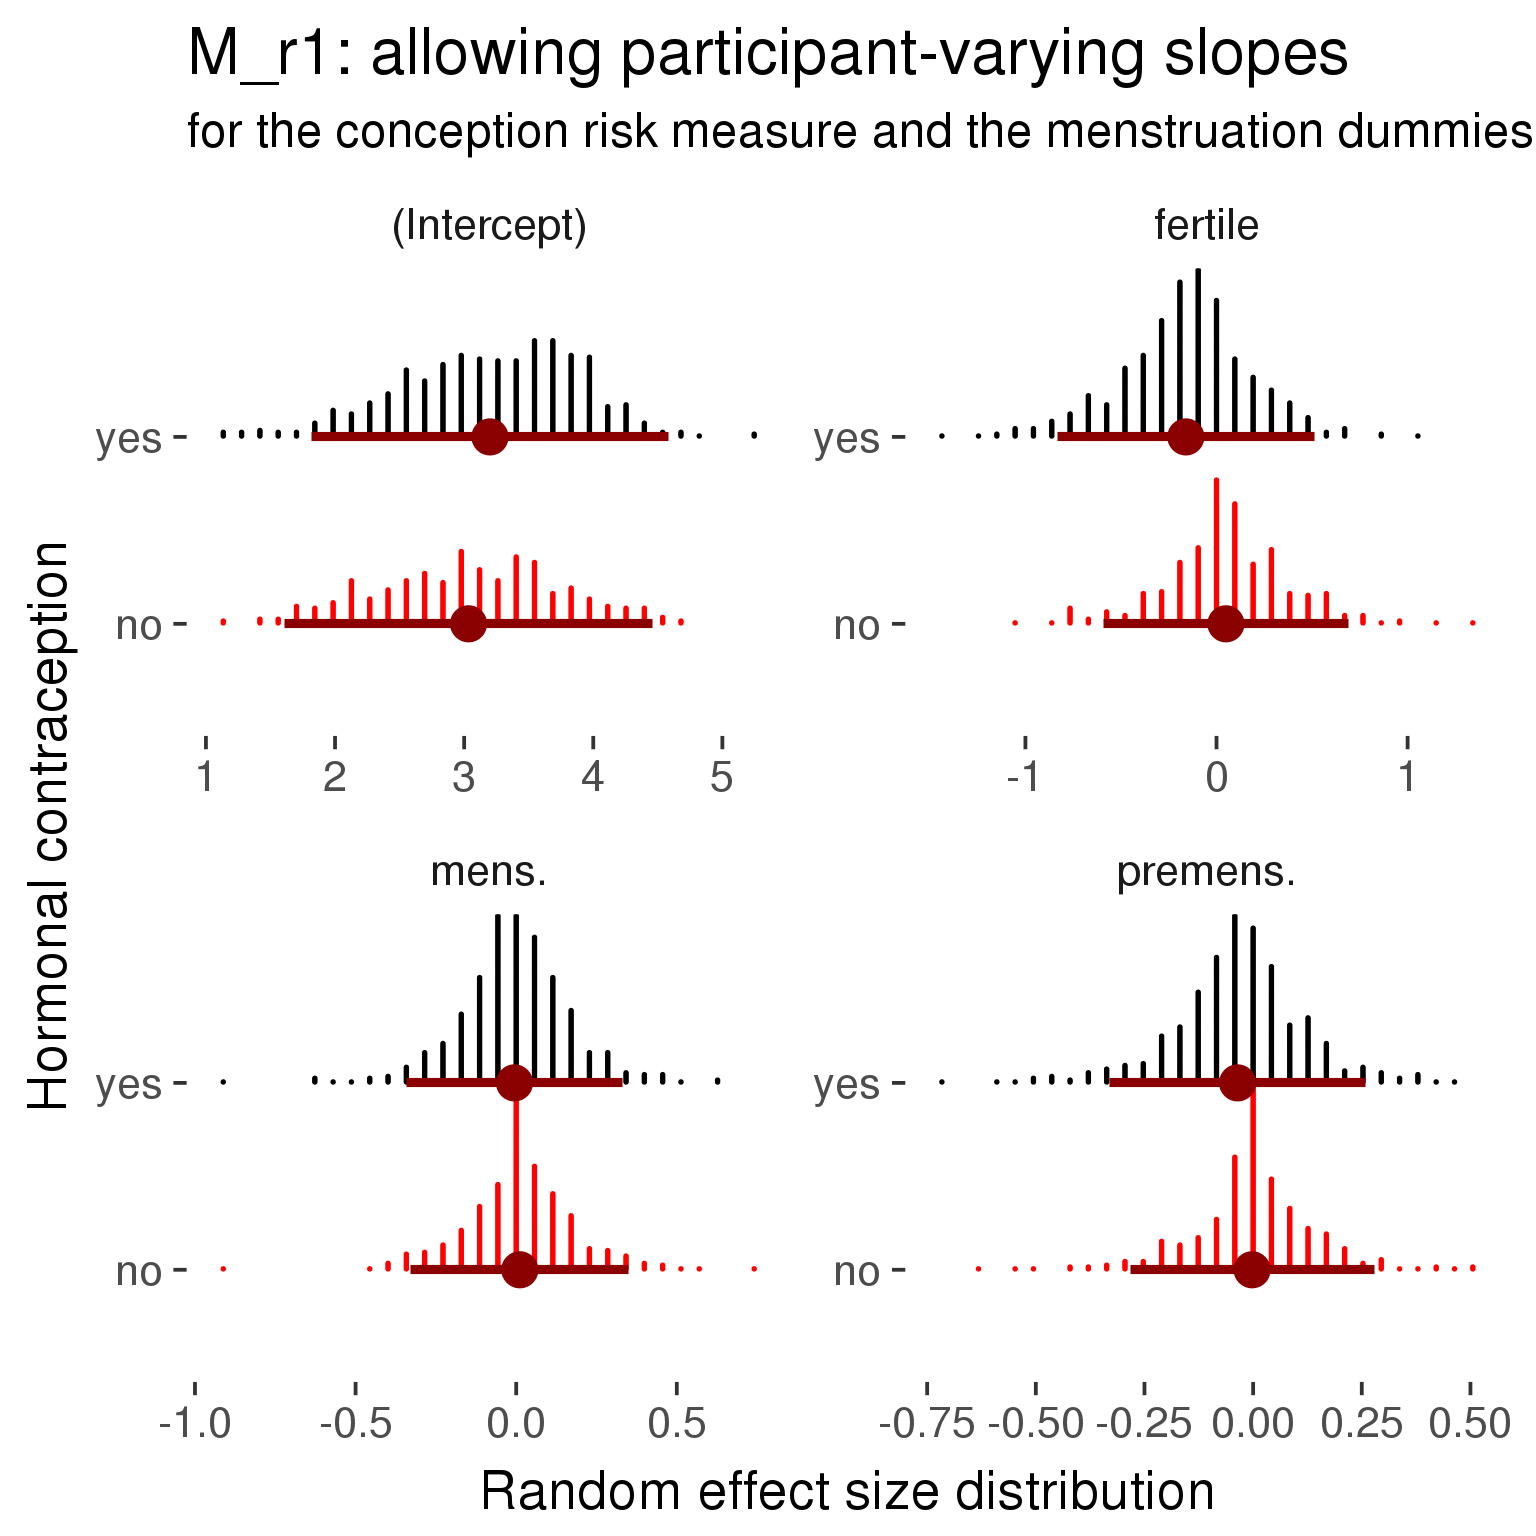 M_r1: allowing participant-varying slopes
for the conception risk measure and the menstruation dummies
(Intercept)
fertile
yes
no
yes
no
1 2 3 4 5
-1 0 1
Hormonal contraception
mens.
premens.
yes
no
yes
no
-1.0 -0.5 0.0 0.5
-0.75 -0.50 -0.25 0.00 0.25 0.50
Random effect size distribution